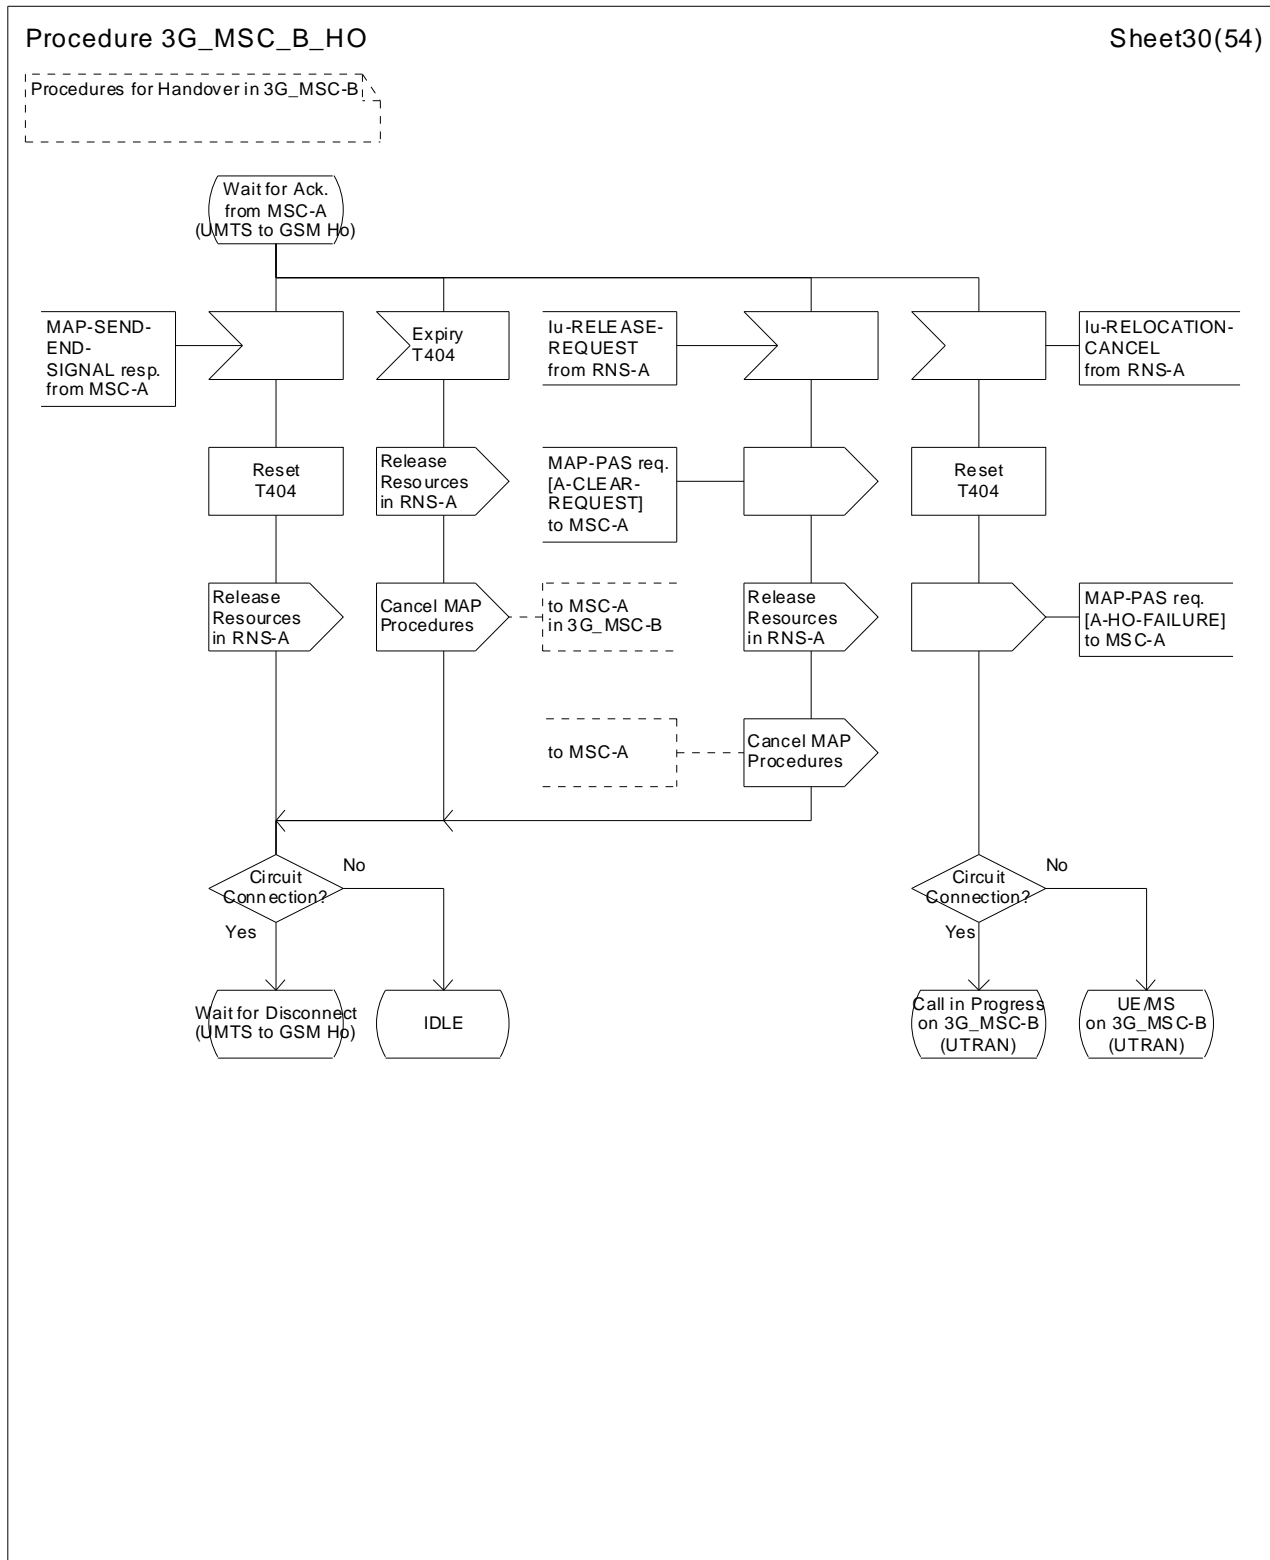 Procedure 3G_MSC_B_HO
Sheet30(54)
Procedures for Handover in 3G_MSC-B
Wait for Ack.
from MSC-A
(UMTS to GSM Ho)
MAP-SEND-
END-
SIGNAL resp.
from MSC-A
Expiry
T404
Iu-RELEASE-
REQUEST
from RNS-A
Iu-RELOCATION-
CANCEL
from RNS-A
Reset
T404
Release
Resources
in RNS-A
MAP-PAS req.
[A-CLEAR-
REQUEST]
to MSC-A
Reset
T404
Release
Resources
in RNS-A
Cancel MAP
Procedures
to MSC-A
in 3G_MSC-B
Release
Resources
in RNS-A
MAP-PAS req.
[A-HO-FAILURE]
to MSC-A
to MSC-A
Cancel MAP
Procedures
Circuit
Connection?
No
Yes
Circuit
Connection?
No
Yes
Wait for Disconnect
(UMTS to GSM Ho)
IDLE
Call in Progress
on 3G_MSC-B
(UTRAN)
UE/MS
on 3G_MSC-B
(UTRAN)